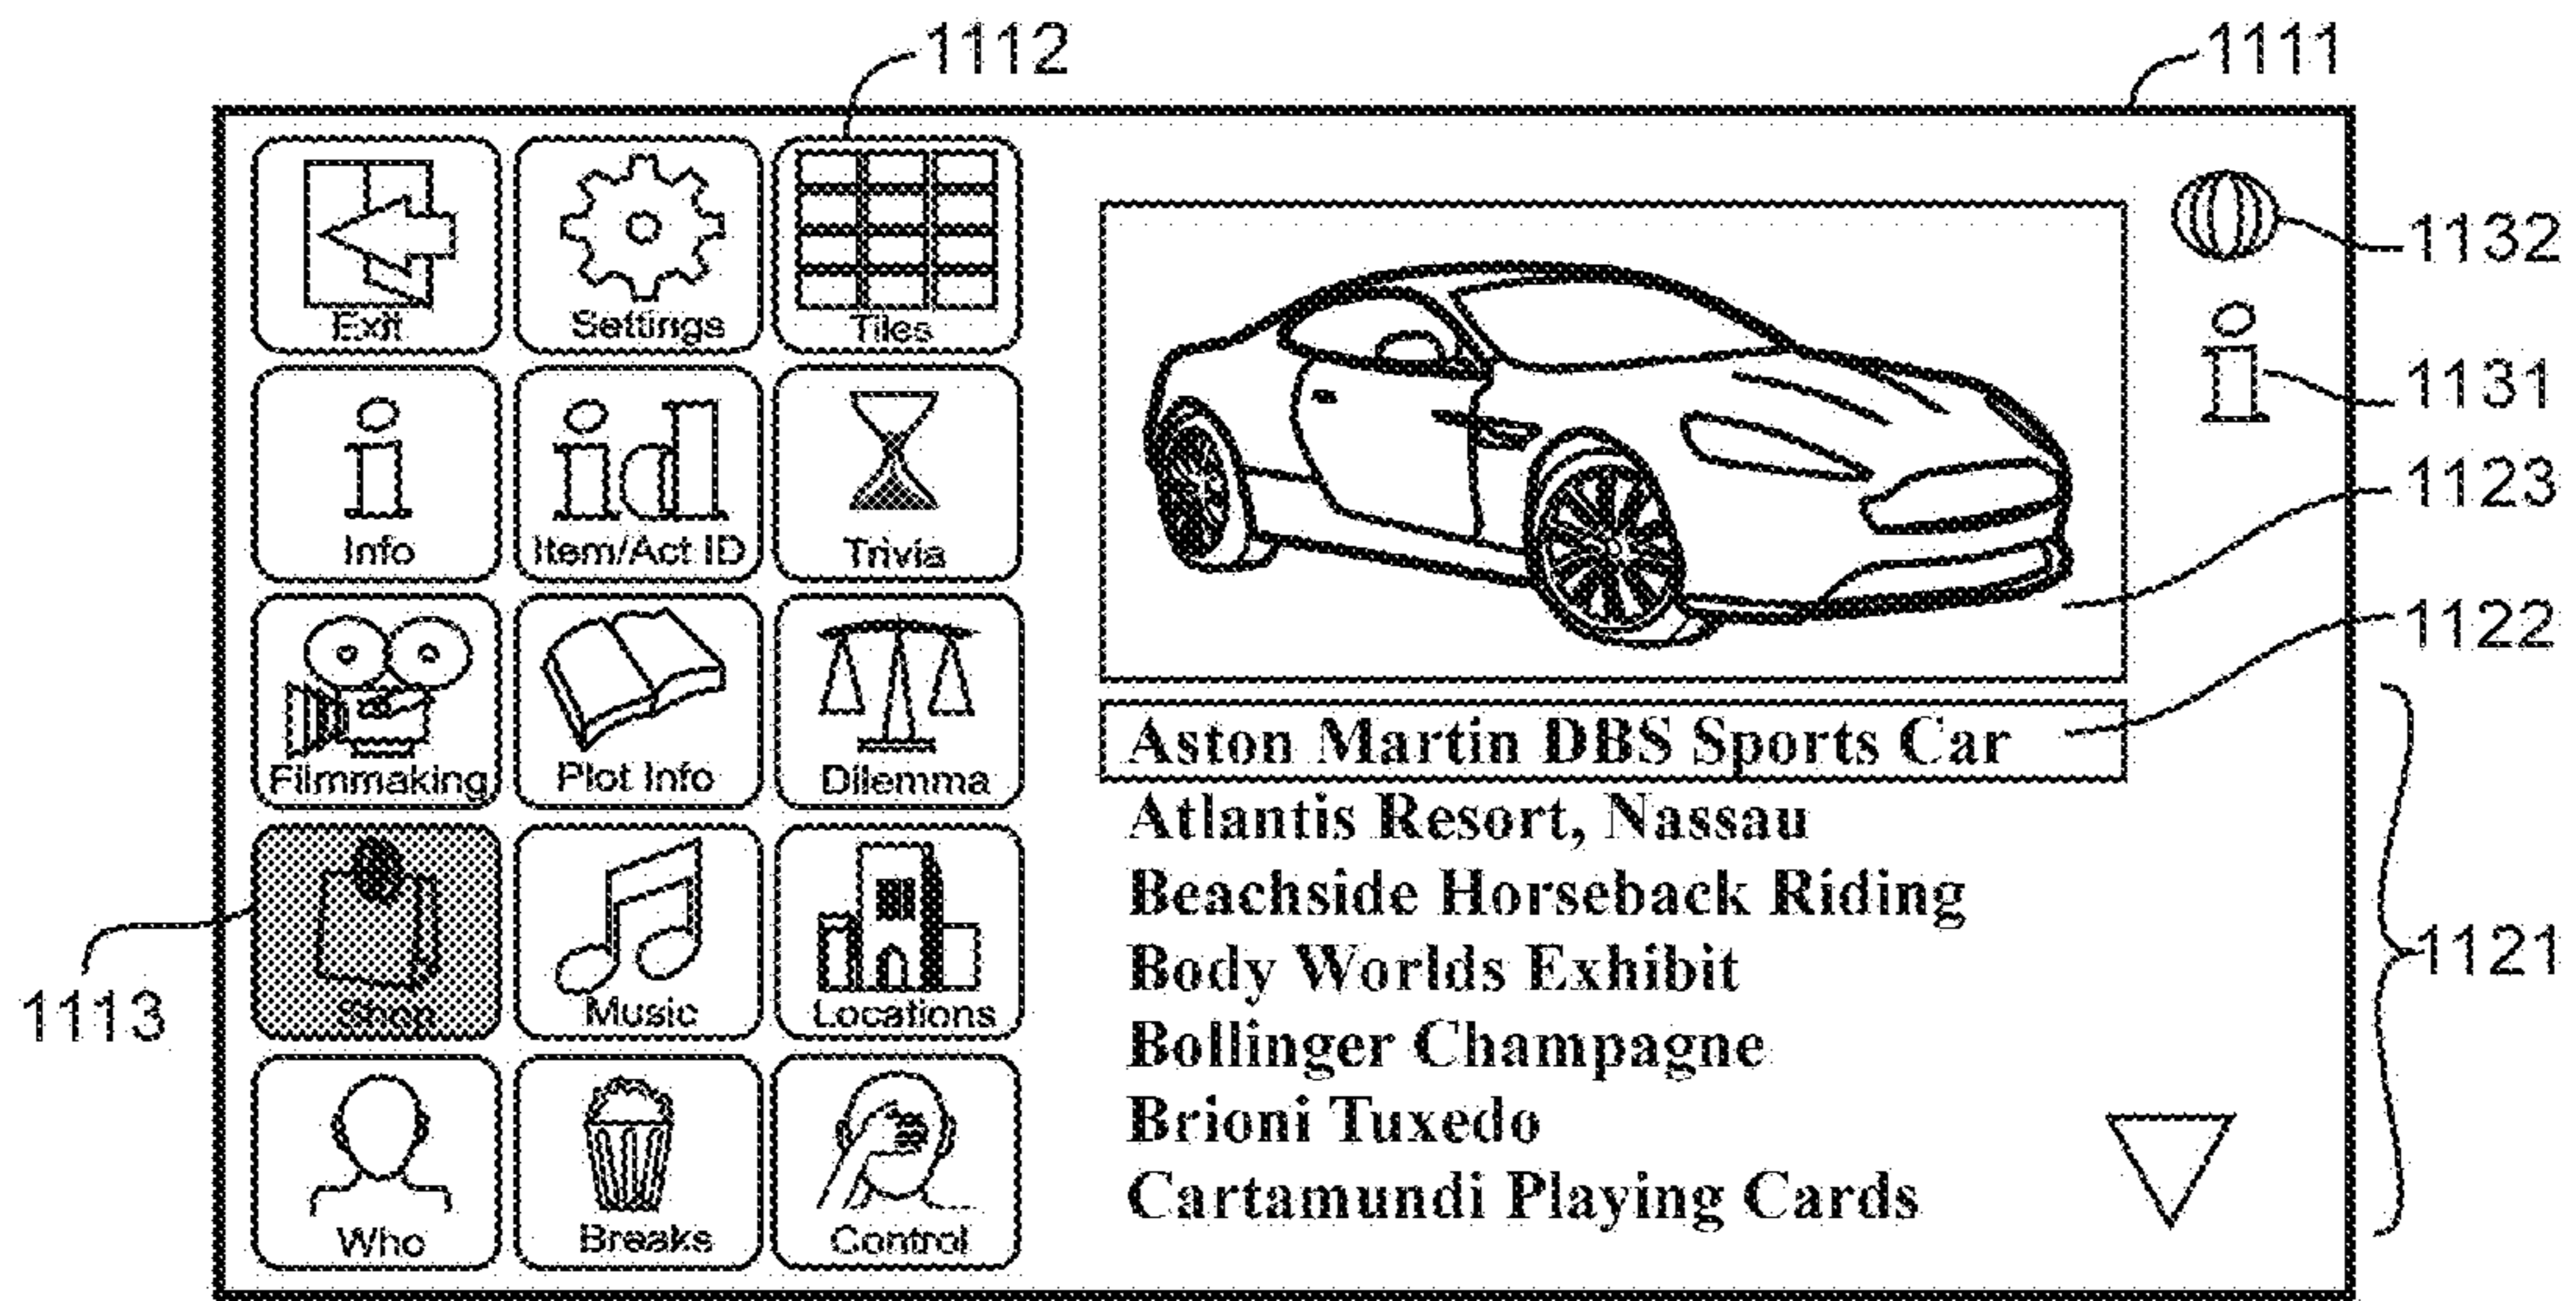 1112
1111
Exit
Settings
Tiles
1132
Info
Item/Act ID
Trivia
1131
1123
1122
Filmmaking
Plot Info
Dilemma
Aston Martin DBS Sports Car
Atlantis Resort, Nassau
Beachside Horseback Riding
Body Worlds Exhibit
Bollinger Champagne
Brioni Tuxedo
Cartamundi Playing Cards
1121
1113
Shop
Music
Locations
Who
Breaks
Control